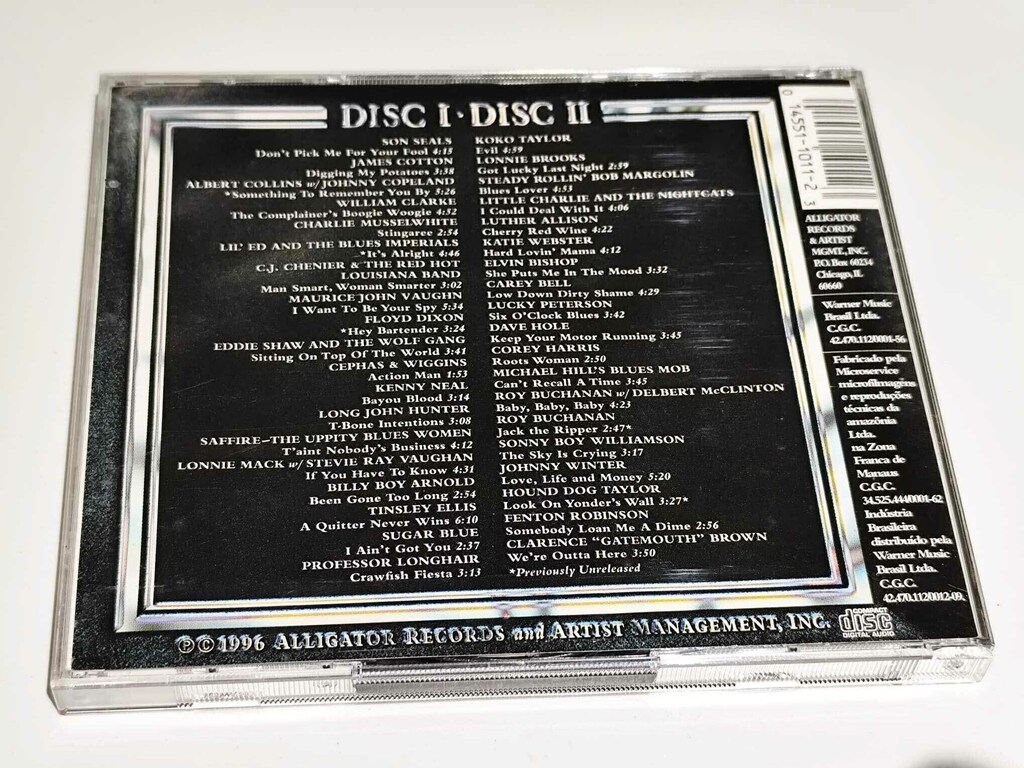 DISC I · DISC II
SON SEALS
Don't Pick Me For Your Fool 4:15
JAMES COTTON
Digging My Potatoes 3:38
ALBERT COLLINS w/ JOHNNY COPELAND
*Something To Remember You By 5:26
WILLIAM CLARKE
The Complainer's Boogie Woogie 4:52
CHARLIE MUSSELWHITE
Stingaree 2:54
LIL' ED AND THE BLUES IMPERIALS
*It's Alright 4:46
C.J. CHENIER & THE RED HOT
LOUISIANA BAND
Man Smart, Woman Smarter 3:02
MAURICE JOHN VAUGHN
I Want To Be Your Spy 5:34
FLOYD DIXON
*Hey Bartender 3:24
EDDIE SHAW AND THE WOLF GANG
Sitting On Top Of The World 3:41
CEPHAS & WIGGINS
Action Man 1:53
KENNY NEAL
Bayou Blood 3:14
LONG JOHN HUNTER
T-Bone Intentions 3:08
SAFFIRE–THE UPPITY BLUES WOMEN
T'aint Nobody's Business 4:12
LONNIE MACK w/ STEVIE RAY VAUGHAN
If You Have To Know 4:31
BILLY BOY ARNOLD
Been Gone Too Long 2:54
TINSLEY ELLIS
A Quitter Never Wins 6:10
SUGAR BLUE
I Ain't Got You 2:37
PROFESSOR LONGHAIR
Crawfish Fiesta 3:13
KOKO TAYLOR
Evil 4:59
LONNIE BROOKS
Got Lucky Last Night 2:59
STEADY ROLLIN' BOB MARGOLIN
Blues Lover 4:53
LITTLE CHARLIE AND THE NIGHTCATS
I Could Deal With It 4:06
LUTHER ALLISON
Cherry Red Wine 4:22
KATIE WEBSTER
Hard Lovin' Mama 4:12
ELVIN BISHOP
She Puts Me In The Mood 3:32
CAREY BELL
Low Down Dirty Shame 4:29
LUCKY PETERSON
Six O'Clock Blues 3:42
DAVE HOLE
Keep Your Motor Running 3:45
COREY HARRIS
Roots Woman 2:50
MICHAEL HILL'S BLUES MOB
Can't Recall A Time 3:45
ROY BUCHANAN w/ DELBERT McCLINTON
Baby, Baby, Baby 4:23
ROY BUCHANAN
Jack the Ripper 2:47*
SONNY BOY WILLIAMSON
The Sky Is Crying 3:17
JOHNNY WINTER
Love, Life and Money 5:20
HOUND DOG TAYLOR
Look On Yonder's Wall 3:27*
FENTON ROBINSON
Somebody Loan Me A Dime 2:56
CLARENCE "GATEMOUTH" BROWN
We're Outta Here 3:50
*Previously Unreleased
℗©1996 ALLIGATOR RECORDS and ARTIST MANAGEMENT, INC.
COMPACT
disc
DIGITAL AUDIO
0 14551-1011-2 3
ALLIGATOR
RECORDS
& ARTIST
MGMT., INC.
P.O. Box 60234
Chicago, IL
60660
Warner Music
Brasil Ltda.
C.G.C.
42.470.112/0001-56
Fabricado pela
Microservice
microfilmagens
e reproduções
técnicas da
amazônia
Ltda.
na Zona
Franca de
Manaus
C.G.C.
34.525.444/0001-62
Indústria
Brasileira
distribuído pela
Warner Music
Brasil Ltda.
C.G.C.
42.470.112/0012-09.